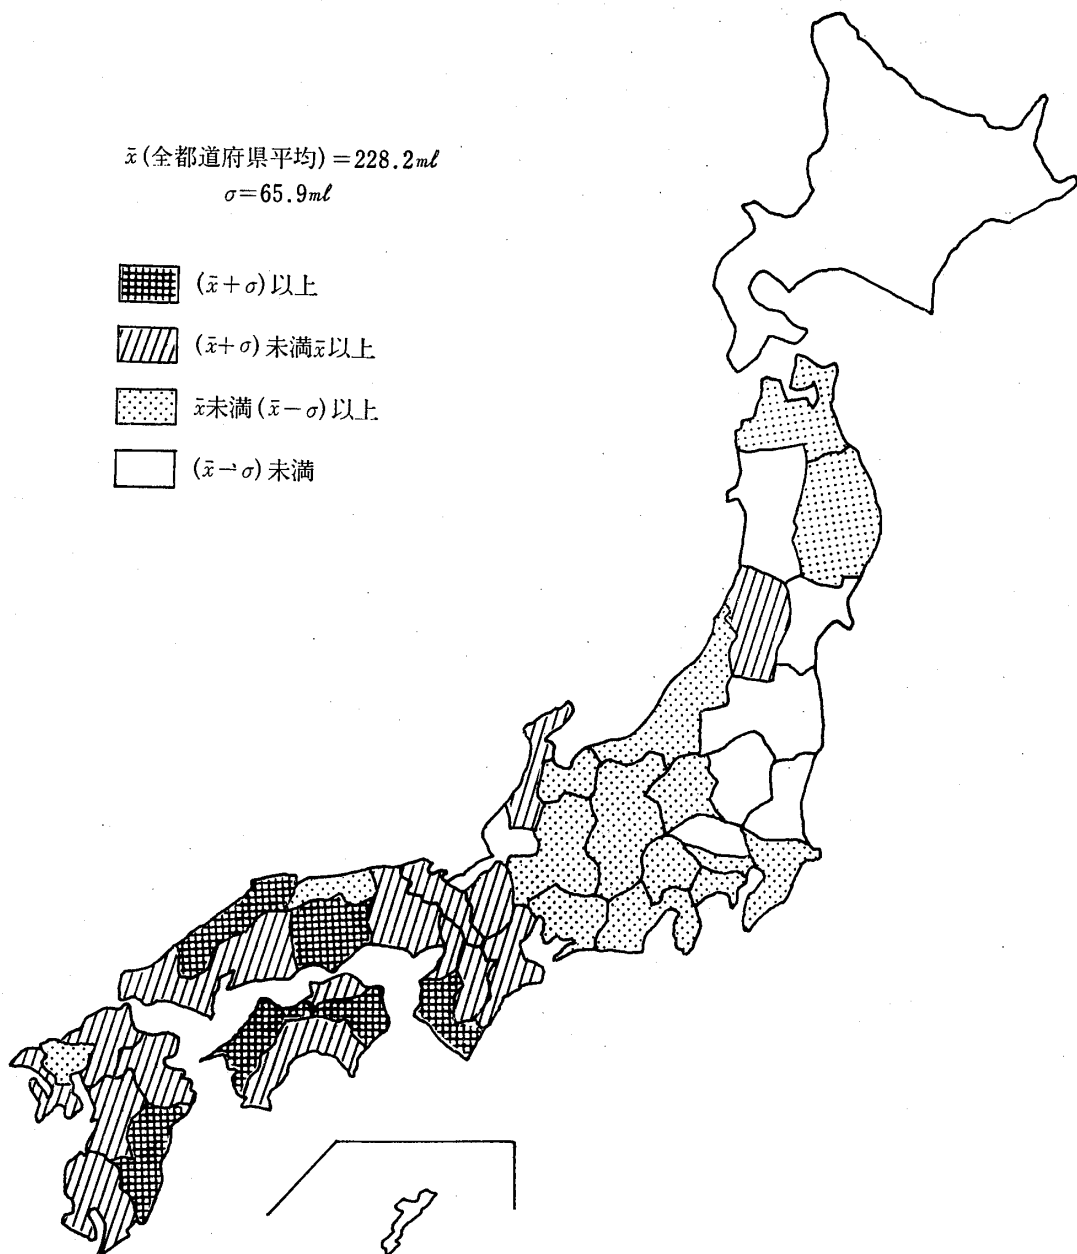 x̄(全都道府県平均)=228.2mℓ
σ=65.9mℓ
(x̄+σ)以上
(x̄+σ)未満x̄以上
x̄未満(x̄-σ)以上
(x̄-σ)未満